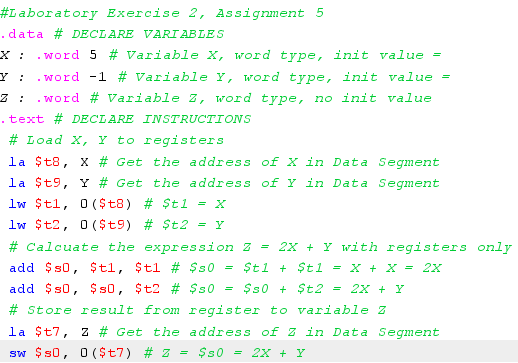 #Laboratory Exercise 2, Assignment 5
.data # DECLARE VARIABLES
X : .word 5 # Variable X, word type, init value =
Y : .word -1 # Variable Y, word type, init value =
Z : .word # Variable Z, word type, no init value
.text # DECLARE INSTRUCTIONS
# Load X, Y to registers
la $t8, X # Get the address of X in Data Segment
la $t9, Y # Get the address of Y in Data Segment
lw $t1, 0($t8) # $t1 = X
lw $t2, 0($t9) # $t2 = Y
# Calcuate the expression Z = 2X + Y with registers only
add $s0, $t1, $t1 # $s0 = $t1 + $t1 = X + X = 2X
add $s0, $s0, $t2 # $s0 = $s0 + $t2 = 2X + Y
# Store result from register to variable Z
la $t7, Z # Get the address of Z in Data Segment
sw $s0, 0($t7) # Z = $s0 = 2X + Y